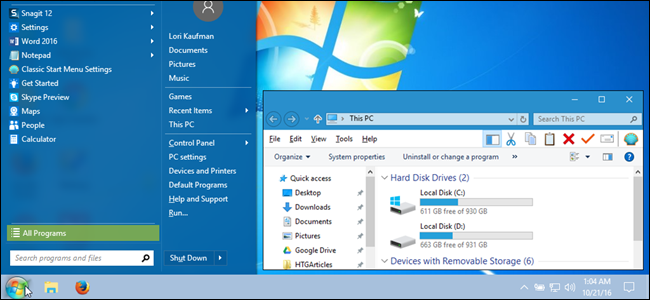 Snagit 12
Settings
Word 2016
Notepad
Classic Start Menu Settings
Get Started
Skype Preview
Maps
People
Calculator
All Programs
Search programs and files
Lori Kaufman
Documents
Pictures
Music
Games
Recent Items
This PC
Control Panel
PC settings
Devices and Printers
Default Programs
Help and Support
Run...
Shut Down
This PC
Search This PC
File Edit View Tools Help
Organize System properties Uninstall or change a program »
Quick access
Desktop
Downloads
Documents
Pictures
Google Drive
HTGArticles
Hard Disk Drives (2)
Local Disk (C:)
611 GB free of 930 GB
Local Disk (D:)
663 GB free of 931 GB
Devices with Removable Storage (6)
1:04 AM
10/21/16